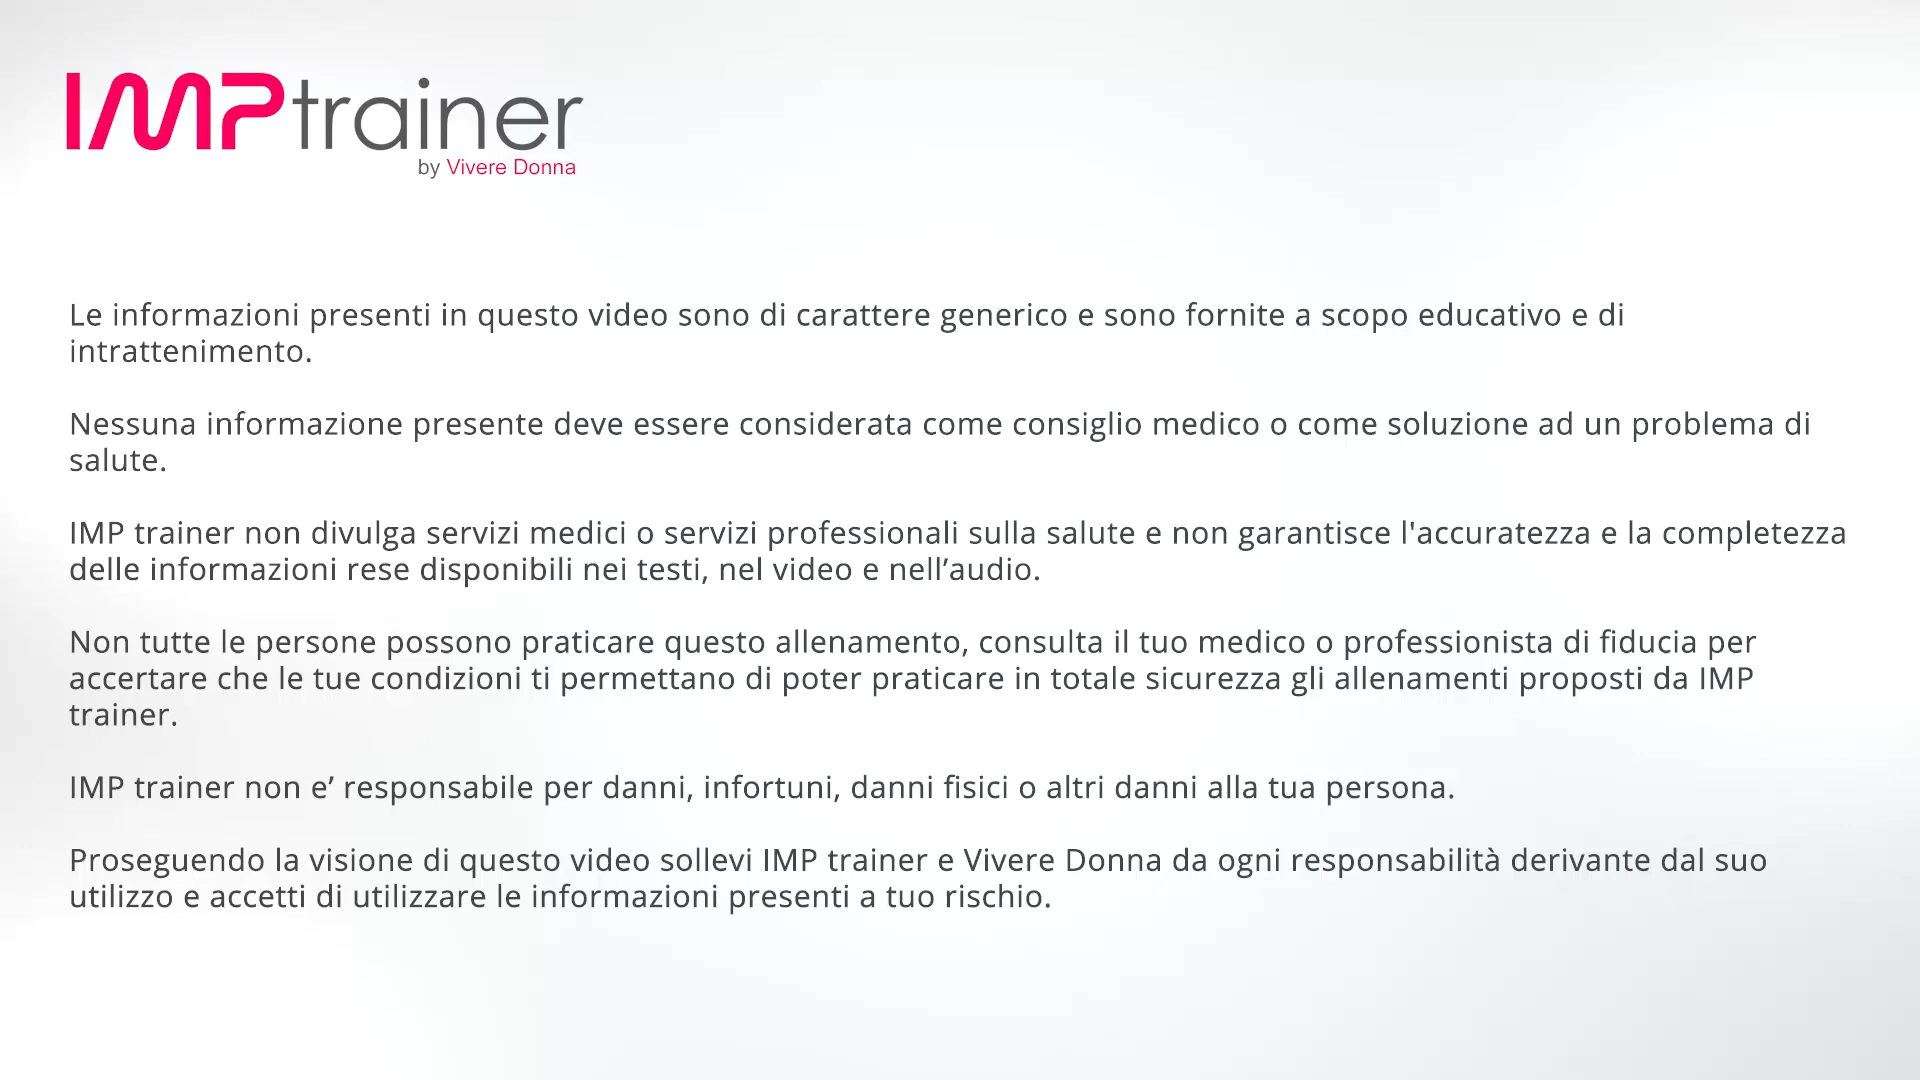 IMP trainer
by Vivere Donna
Le informazioni presenti in questo video sono di carattere generico e sono fornite a scopo educativo e di
intrattenimento.
Nessuna informazione presente deve essere considerata come consiglio medico o come soluzione ad un problema di
salute.
IMP trainer non divulga servizi medici o servizi professionali sulla salute e non garantisce l'accuratezza e la completezza
delle informazioni rese disponibili nei testi, nel video e nell’audio.
Non tutte le persone possono praticare questo allenamento, consulta il tuo medico o professionista di fiducia per
accertare che le tue condizioni ti permettano di poter praticare in totale sicurezza gli allenamenti proposti da IMP
trainer.
IMP trainer non e’ responsabile per danni, infortuni, danni fisici o altri danni alla tua persona.
Proseguendo la visione di questo video sollevi IMP trainer e Vivere Donna da ogni responsabilità derivante dal suo
utilizzo e accetti di utilizzare le informazioni presenti a tuo rischio.